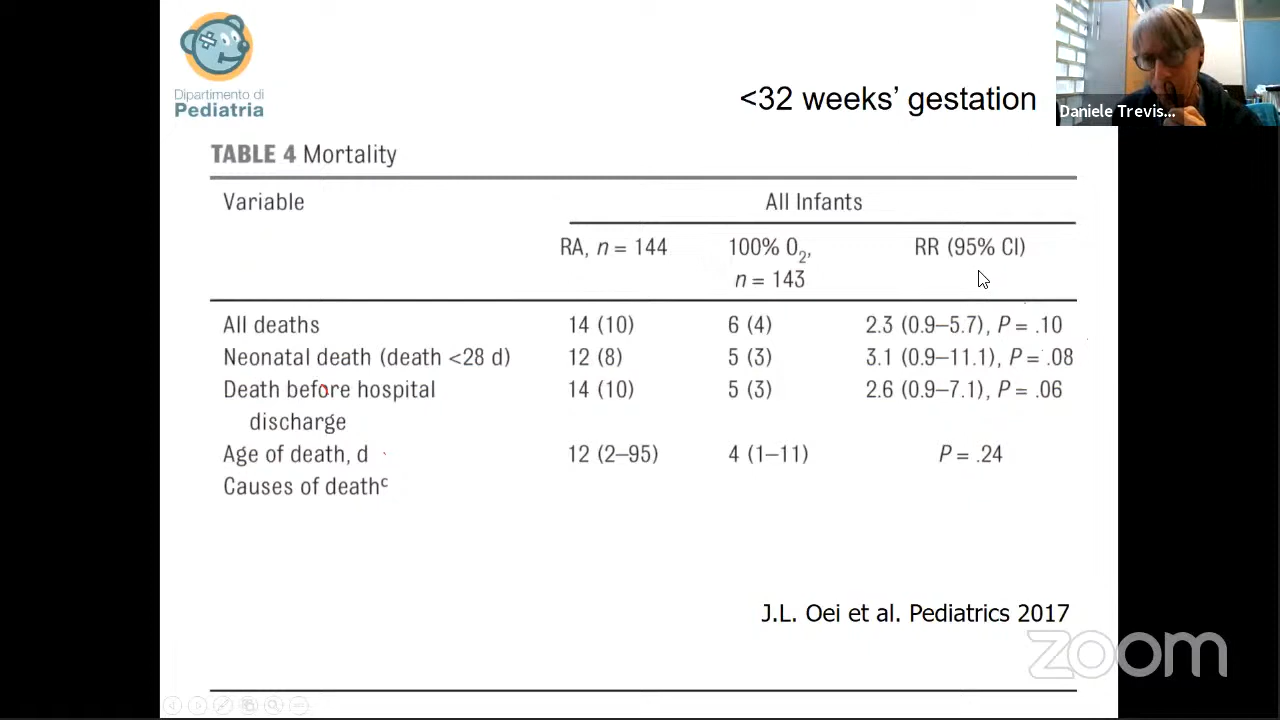 Dipartimento di
Pediatria
<32 weeks' gestation
Daniele Trevis...
TABLE 4 Mortality
Variable All Infants
RA, n = 144 100% O2, RR (95% CI)
n = 143
All deaths 14 (10) 6 (4) 2.3 (0.9–5.7), P = .10
Neonatal death (death <28 d) 12 (8) 5 (3) 3.1 (0.9–11.1), P = .08
Death before hospital 14 (10) 5 (3) 2.6 (0.9–7.1), P = .06
discharge
Age of death, d 12 (2–95) 4 (1–11) P = .24
Causes of deathc
J.L. Oei et al. Pediatrics 2017
zoom